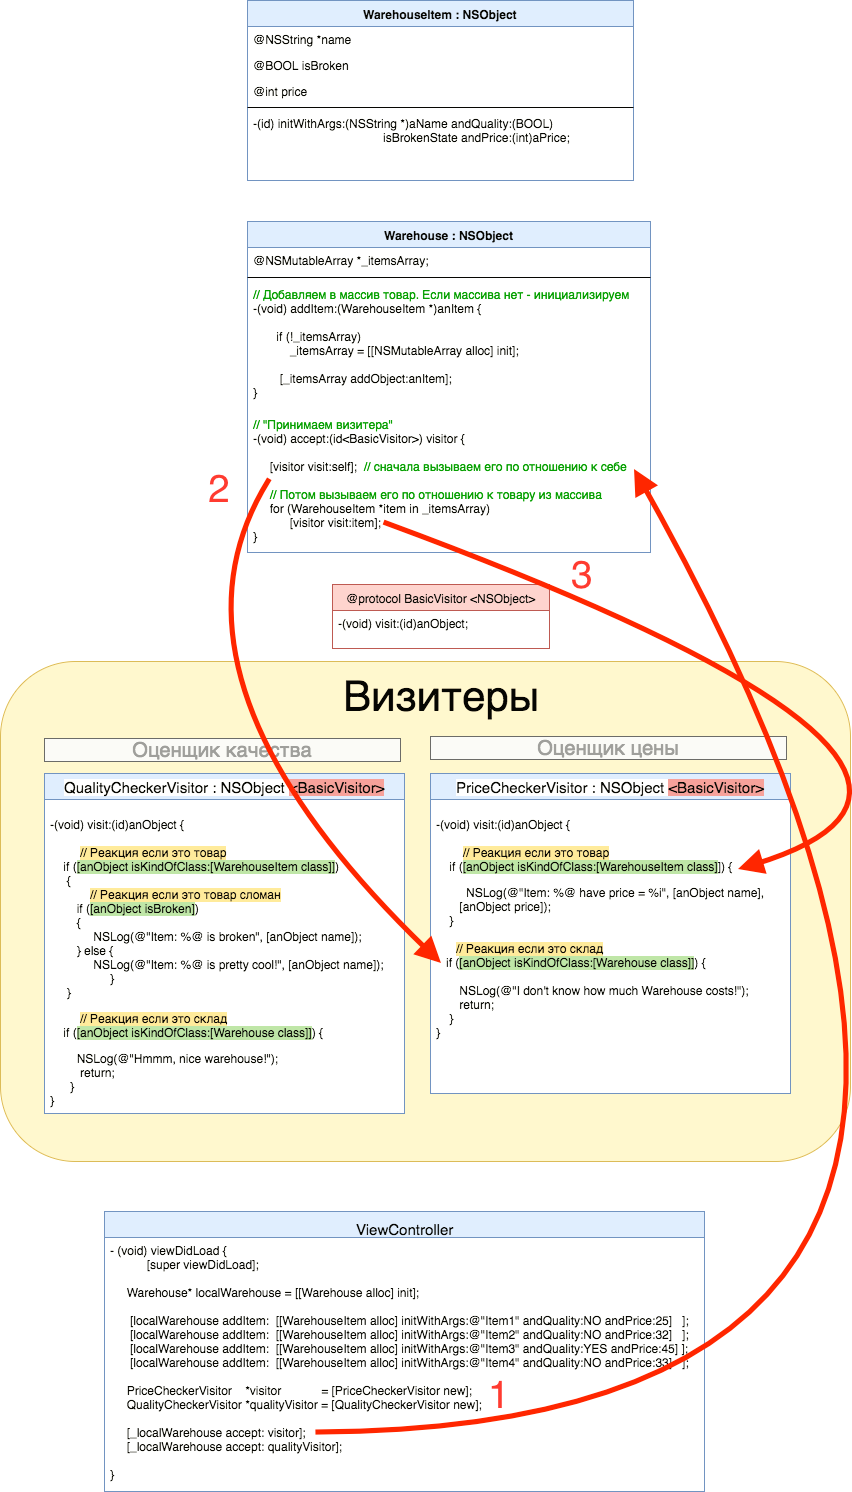 WarehouseItem : NSObject
@NSString *name
@BOOL isBroken
@int price
-(id) initWithArgs:(NSString *)aName andQuality:(BOOL)
isBrokenState andPrice:(int)aPrice;
Warehouse : NSObject
@NSMutableArray *_itemsArray;
// Добавляем в массив товар. Если массива нет - инициализируем
-(void) addItem:(WarehouseItem *)anItem {
if (!_itemsArray)
_itemsArray = [[NSMutableArray alloc] init];
[_itemsArray addObject:anItem];
}
// "Принимаем визитера"
-(void) accept:(id<BasicVisitor>) visitor {
[visitor visit:self]; // сначала вызываем его по отношению к себе
2
// Потом вызываем его по отношению к товару из массива
for (WarehouseItem *item in _itemsArray)
[visitor visit:item];
}
3
@protocol BasicVisitor <NSObject>
-(void) visit:(id)anObject;
Визитеры
Оценщик качества
QualityCheckerVisitor : NSObject <BasicVisitor>
-(void) visit:(id)anObject {
// Реакция если это товар
if ([anObject isKindOfClass:[WarehouseItem class]])
{
// Реакция если это товар сломан
if ([anObject isBroken])
{
NSLog(@"Item: %@ is broken", [anObject name]);
} else {
NSLog(@"Item: %@ is pretty cool!", [anObject name]);
}
}
// Реакция если это склад
if ([anObject isKindOfClass:[Warehouse class]]) {
NSLog(@"Hmmm, nice warehouse!");
return;
}
}
Оценщик цены
PriceCheckerVisitor : NSObject <BasicVisitor>
-(void) visit:(id)anObject {
// Реакция если это товар
if ([anObject isKindOfClass:[WarehouseItem class]]) {
NSLog(@"Item: %@ have price = %i", [anObject name],
[anObject price]);
}
// Реакция если это склад
if ([anObject isKindOfClass:[Warehouse class]]) {
NSLog(@"I don't know how much Warehouse costs!");
return;
}
}
ViewController
- (void) viewDidLoad {
[super viewDidLoad];
Warehouse* localWarehouse = [[Warehouse alloc] init];
[localWarehouse addItem: [[WarehouseItem alloc] initWithArgs:@"Item1" andQuality:NO andPrice:25] ];
[localWarehouse addItem: [[WarehouseItem alloc] initWithArgs:@"Item2" andQuality:NO andPrice:32] ];
[localWarehouse addItem: [[WarehouseItem alloc] initWithArgs:@"Item3" andQuality:YES andPrice:45] ];
[localWarehouse addItem: [[WarehouseItem alloc] initWithArgs:@"Item4" andQuality:NO andPrice:33] ];
PriceCheckerVisitor *visitor = [PriceCheckerVisitor new];
1
QualityCheckerVisitor *qualityVisitor = [QualityCheckerVisitor new];
[_localWarehouse accept: visitor];
[_localWarehouse accept: qualityVisitor];
}